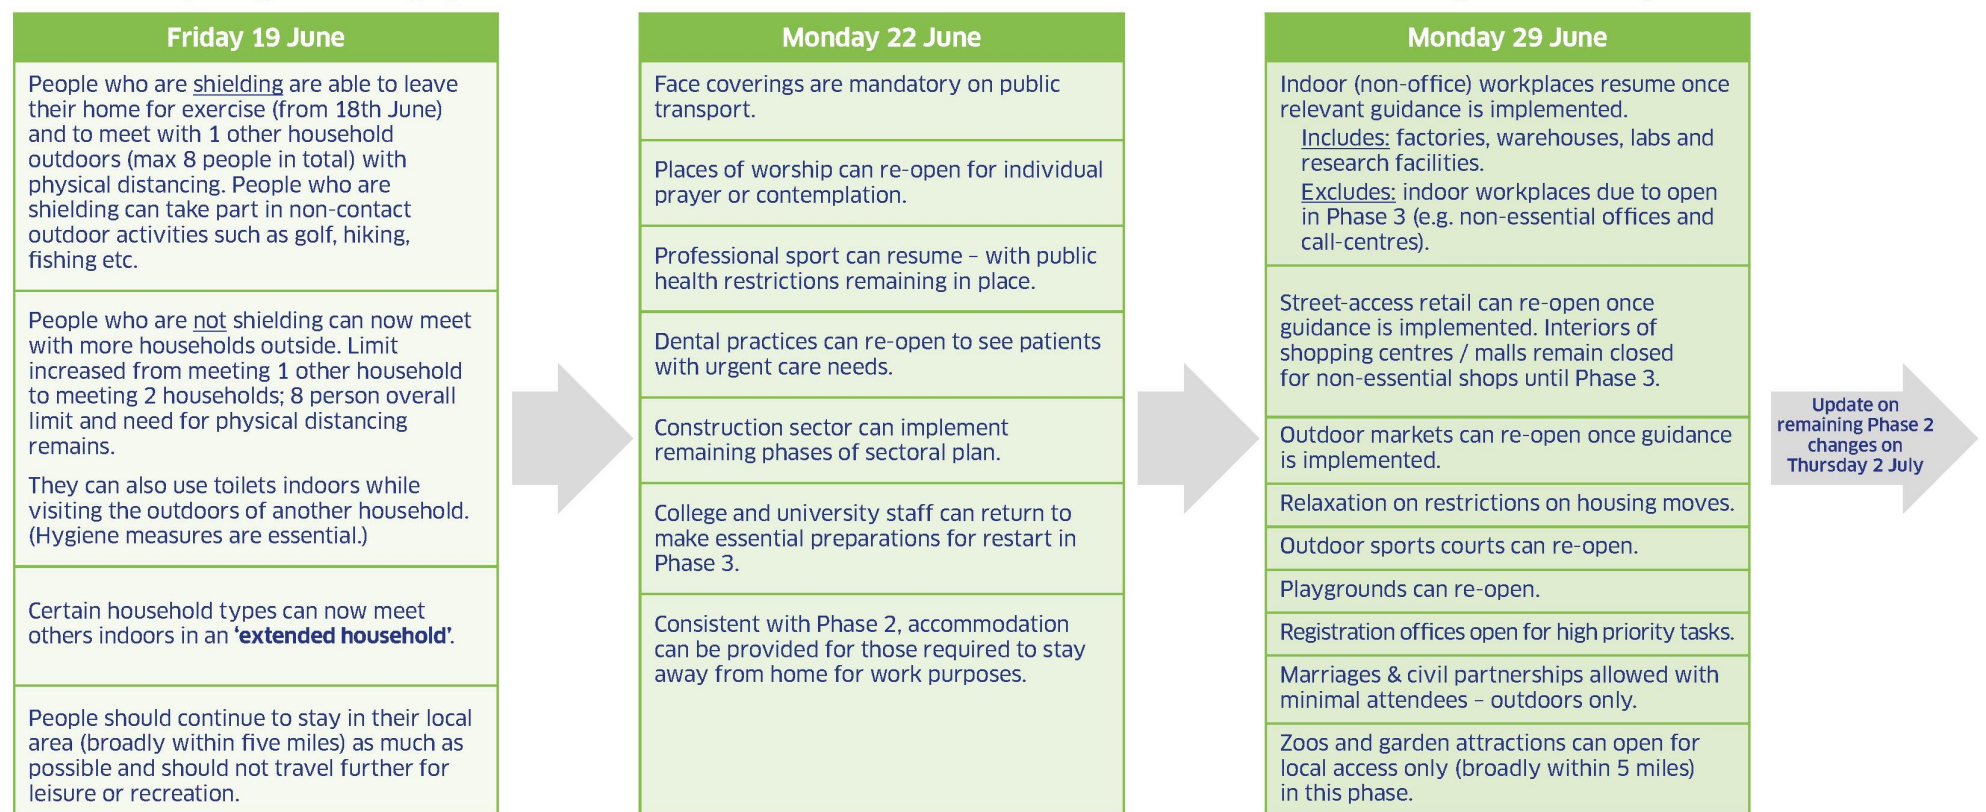 Friday 19 June
People who are shielding are able to leave
their home for exercise (from 18th June)
and to meet with 1 other household
outdoors (max 8 people in total) with
physical distancing. People who are
shielding can take part in non-contact
outdoor activities such as golf, hiking,
fishing etc.
People who are not shielding can now meet
with more households outside. Limit
increased from meeting 1 other household
to meeting 2 households; 8 person overall
limit and need for physical distancing
remains.
They can also use toilets indoors while
visiting the outdoors of another household.
(Hygiene measures are essential.)
Certain household types can now meet
others indoors in an ‘extended household’.
People should continue to stay in their local
area (broadly within five miles) as much as
possible and should not travel further for
leisure or recreation.
Monday 22 June
Face coverings are mandatory on public
transport.
Places of worship can re-open for individual
prayer or contemplation.
Professional sport can resume – with public
health restrictions remaining in place.
Dental practices can re-open to see patients
with urgent care needs.
Construction sector can implement
remaining phases of sectoral plan.
College and university staff can return to
make essential preparations for restart in
Phase 3.
Consistent with Phase 2, accommodation
can be provided for those required to stay
away from home for work purposes.
Monday 29 June
Indoor (non-office) workplaces resume once
relevant guidance is implemented.
Includes: factories, warehouses, labs and
research facilities.
Excludes: indoor workplaces due to open
in Phase 3 (e.g. non-essential offices and
call-centres).
Street-access retail can re-open once
guidance is implemented. Interiors of
shopping centres / malls remain closed
for non-essential shops until Phase 3.
Outdoor markets can re-open once guidance
is implemented.
Relaxation on restrictions on housing moves.
Outdoor sports courts can re-open.
Playgrounds can re-open.
Registration offices open for high priority tasks.
Marriages & civil partnerships allowed with
minimal attendees – outdoors only.
Zoos and garden attractions can open for
local access only (broadly within 5 miles)
in this phase.
Update on
remaining Phase 2
changes on
Thursday 2 July